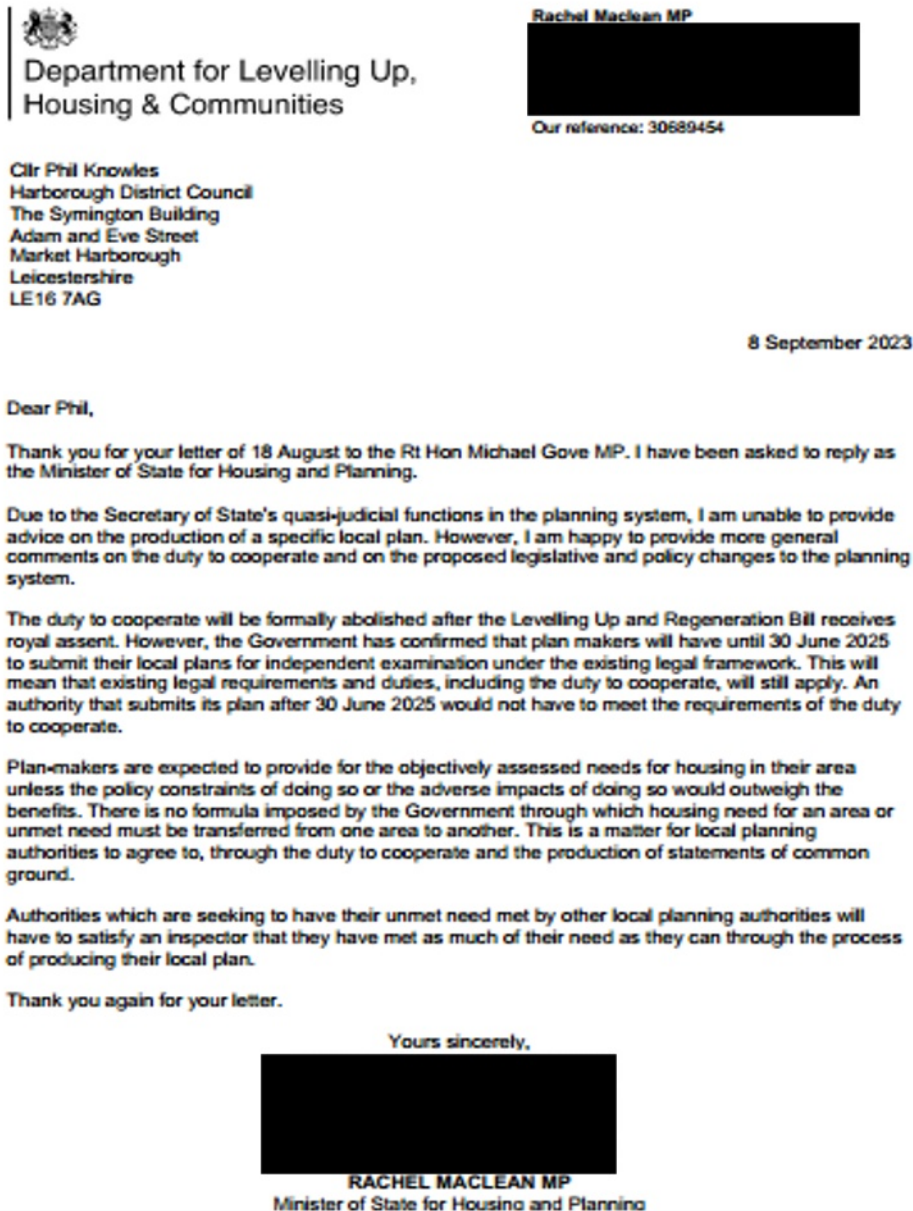 Rachel Maclean MP
Department for Levelling Up,
Housing & Communities
Our reference: 30689454
Cllr Phil Knowles
Harborough District Council
The Symington Building
Adam and Eve Street
Market Harborough
Leicestershire
LE16 7AG
8 September 2023
Dear Phil,
Thank you for your letter of 18 August to the Rt Hon Michael Gove MP. I have been asked to reply as
the Minister of State for Housing and Planning.
Due to the Secretary of State's quasi-judicial functions in the planning system, I am unable to provide
advice on the production of a specific local plan. However, I am happy to provide more general
comments on the duty to cooperate and on the proposed legislative and policy changes to the planning
system.
The duty to cooperate will be formally abolished after the Levelling Up and Regeneration Bill receives
royal assent. However, the Government has confirmed that plan makers will have until 30 June 2025
to submit their local plans for independent examination under the existing legal framework. This will
mean that existing legal requirements and duties, including the duty to cooperate, will still apply. An
authority that submits its plan after 30 June 2025 would not have to meet the requirements of the duty
to cooperate.
Plan-makers are expected to provide for the objectively assessed needs for housing in their area
unless the policy constraints of doing so or the adverse impacts of doing so would outweigh the
benefits. There is no formula imposed by the Government through which housing need for an area or
unmet need must be transferred from one area to another. This is a matter for local planning
authorities to agree to, through the duty to cooperate and the production of statements of common
ground.
Authorities which are seeking to have their unmet need met by other local planning authorities will
have to satisfy an inspector that they have met as much of their need as they can through the process
of producing their local plan.
Thank you again for your letter.
Yours sincerely,
RACHEL MACLEAN MP
Minister of State for Housing and Planning